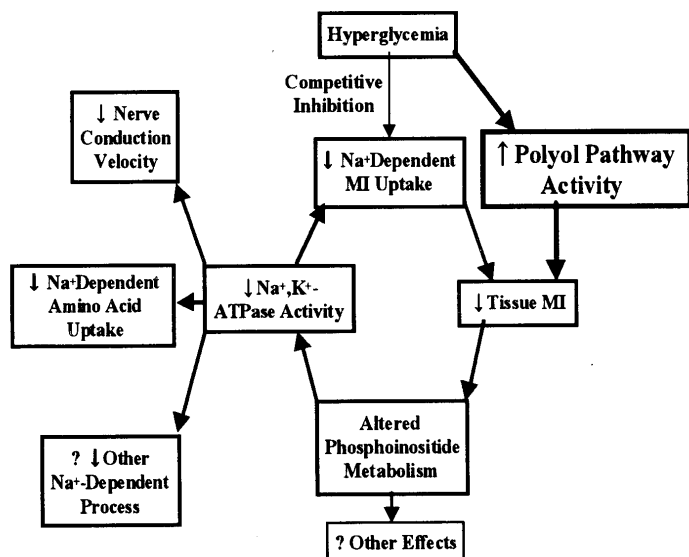 Hyperglycemia
Competitive
Inhibition
↓ Nerve
Conduction
Velocity
↓ Na⁺Dependent
MI Uptake
↑ Polyol Pathway
Activity
↓ Na⁺Dependent
Amino Acid
Uptake
↓Na⁺,K⁺-
ATPase Activity
↓Tissue MI
Altered
Phosphoinositide
Metabolism
? ↓Other
Na⁺-Dependent
Process
? Other Effects